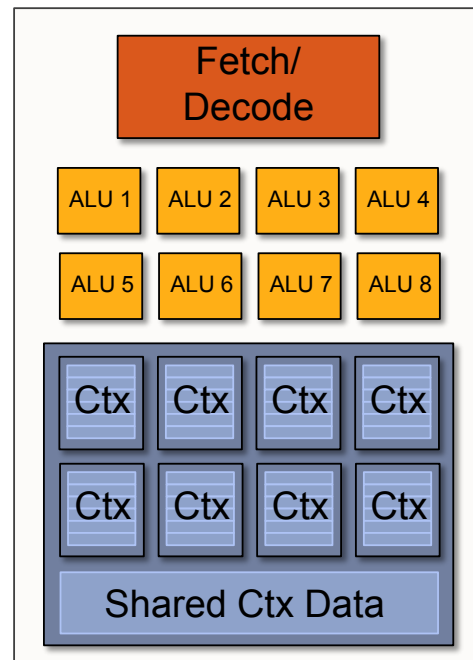 Fetch/
Decode
ALU 1 ALU 2 ALU 3 ALU 4
ALU 5 ALU 6 ALU 7 ALU 8
Ctx Ctx Ctx Ctx
Ctx Ctx Ctx Ctx
Shared Ctx Data